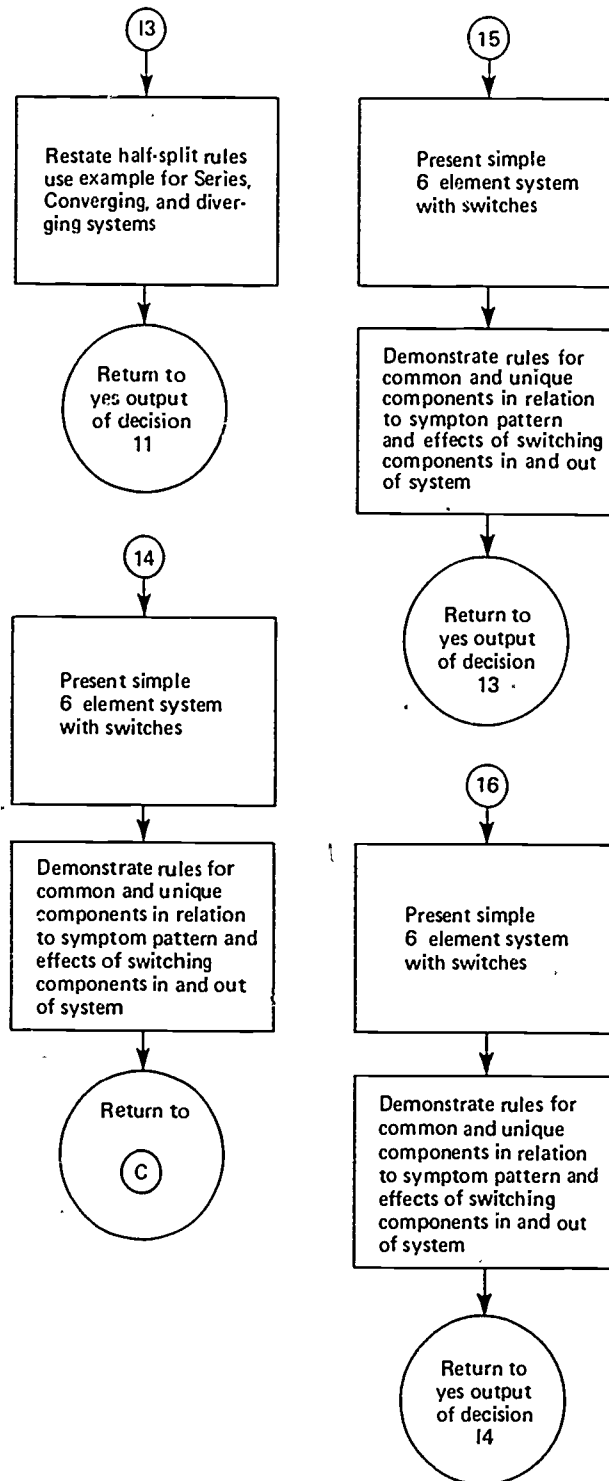 13
Restate half-split rules
use example for Series,
Converging, and diver-
ging systems
Return to
yes output
of decision
11
14
Present simple
6 element system
with switches
Demonstrate rules for
common and unique
components in relation
to symptom pattern and
effects of switching
components in and out
of system
Return to
C
15
Present simple
6 element system
with switches
Demonstrate rules for
common and unique
components in relation
to sympton pattern
and effects of switching
components in and out
of system
Return to
yes output
of decision
13
16
Present simple
6 element system
with switches
Demonstrate rules for
common and unique
components in relation
to symptom pattern and
effects of switching
components in and out
of system
Return to
yes output
of decision
14